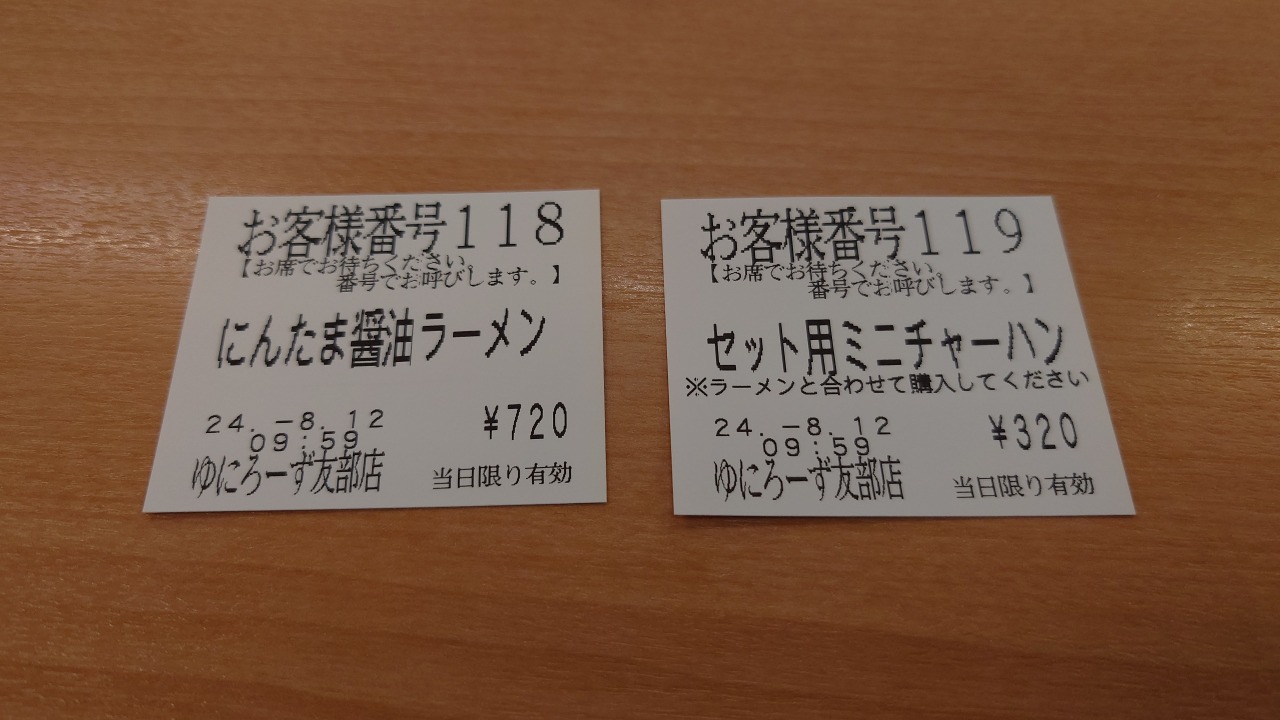 お客様番号118
【お席でお待ちください。
番号でお呼びします。】
にんたま醤油ラーメン
24.-8.12
09:59
¥720
ゆにろーず友部店
当日限り有効
お客様番号119
【お席でお待ちください。
番号でお呼びします。】
セット用ミニチャーハン
※ラーメンと合わせて購入してください
24.-8.12
09:59
¥320
ゆにろーず友部店
当日限り有効